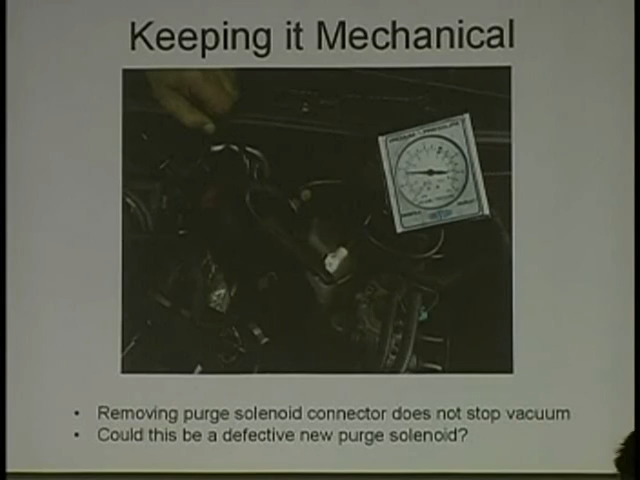 Keeping it Mechanical
• Removing purge solenoid connector does not stop vacuum
• Could this be a defective new purge solenoid?